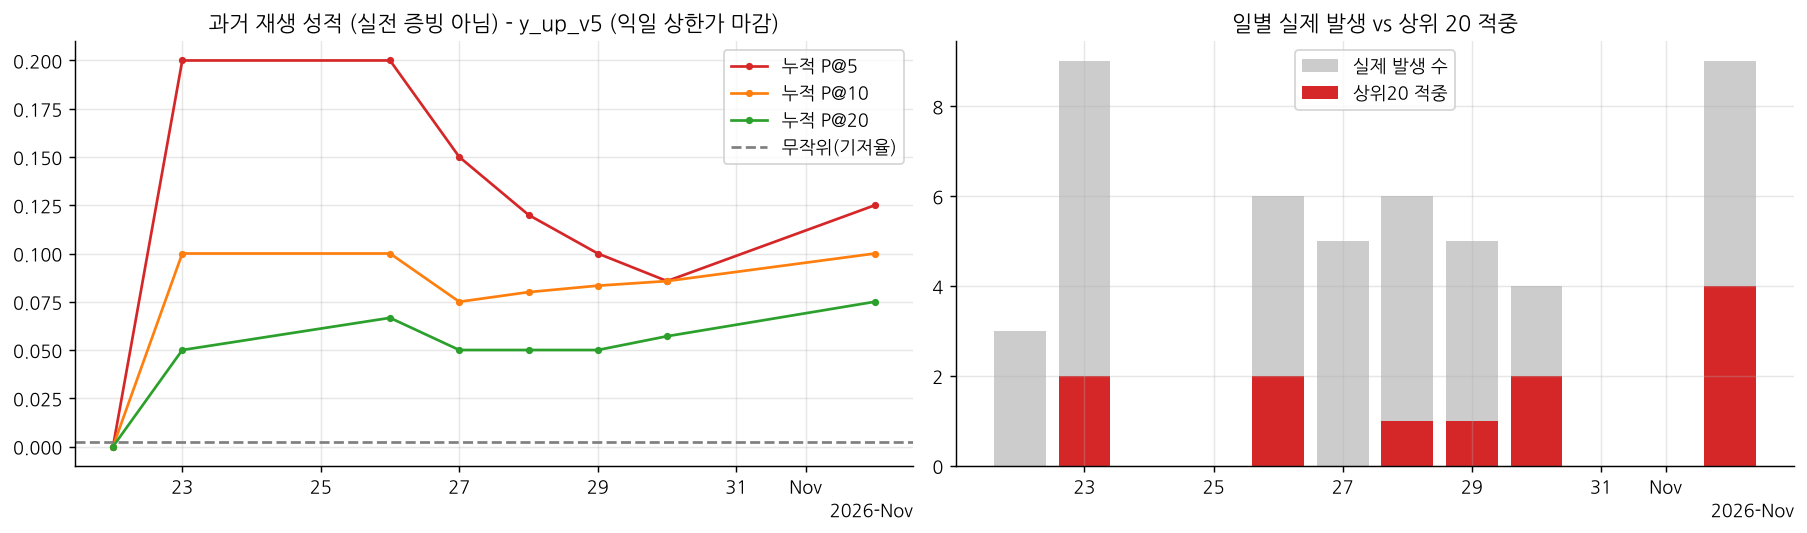 과거 재생 성적 (실전 증빙 아님) - y_up_v5 (익일 상한가 마감)
누적 P@5
누적 P@10
누적 P@20
무작위(기저율)
0.200
0.175
0.150
0.125
0.100
0.075
0.050
0.025
0.000
23
25
27
29
31
Nov
2026-Nov
일별 실제 발생 vs 상위 20 적중
실제 발생 수
상위20 적중
8
6
4
2
0
23
25
27
29
31
Nov
2026-Nov